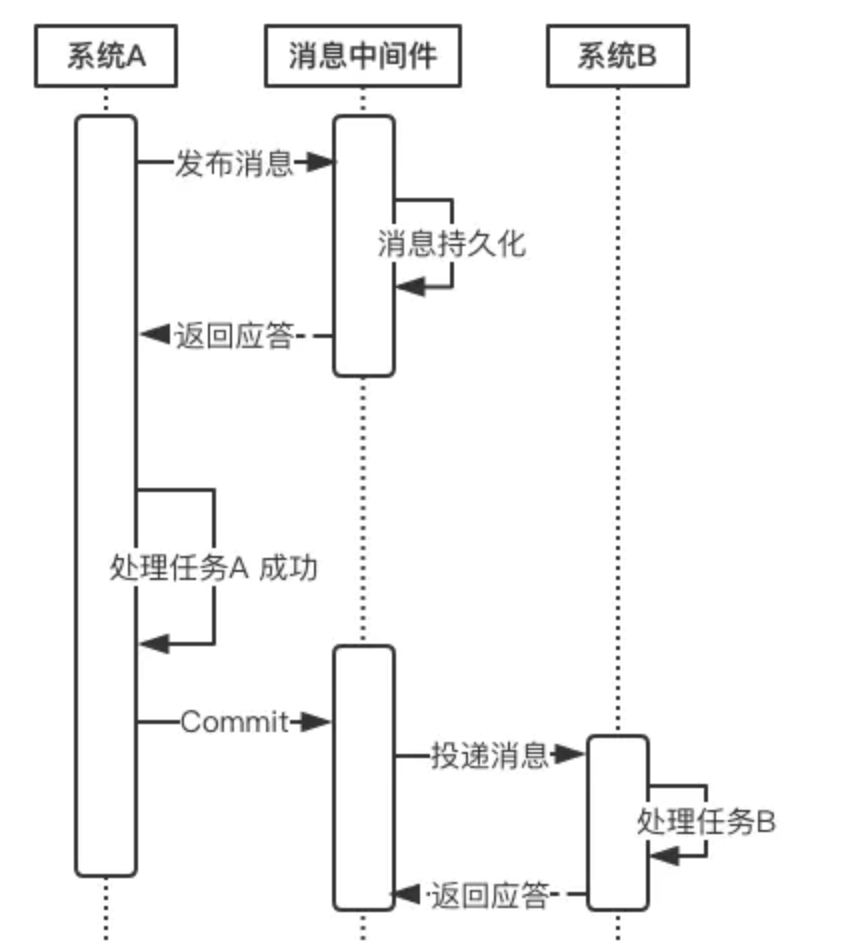 系统A
消息中间件
系统B
发布消息
消息持久化
返回应答
处理任务A 成功
Commit
投递消息
处理任务B
返回应答